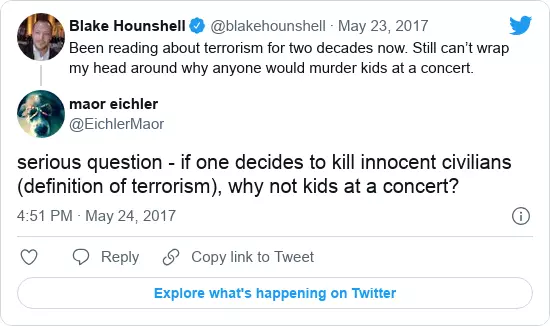 Blake Hounshell @blakehounshell · May 23, 2017
Been reading about terrorism for two decades now. Still can’t wrap
my head around why anyone would murder kids at a concert.
maor eichler
@EichlerMaor
serious question - if one decides to kill innocent civilians
(definition of terrorism), why not kids at a concert?
4:51 PM · May 24, 2017
Reply Copy link to Tweet
Explore what's happening on Twitter